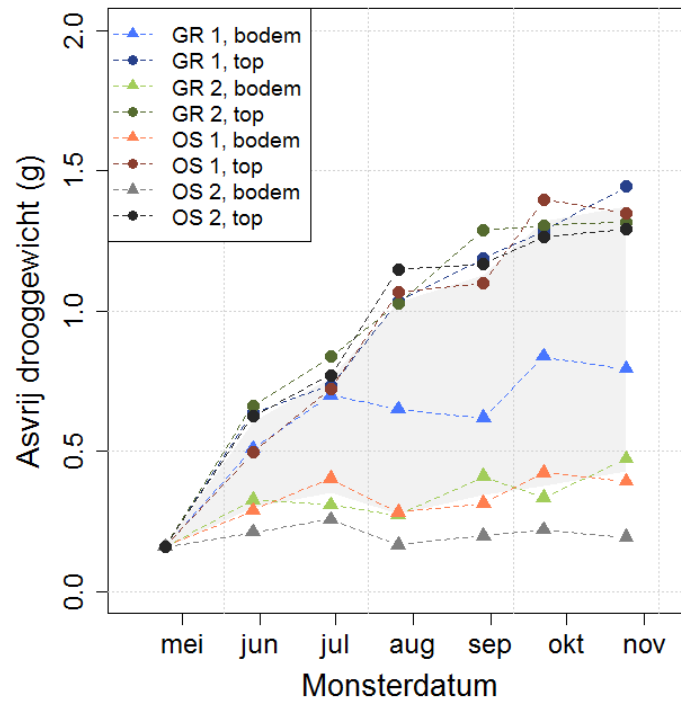 GR 1, bodem
GR 1, top
GR 2, bodem
GR 2, top
OS 1, bodem
OS 1, top
OS 2, bodem
OS 2, top
Asvrij drooggewicht (g)
2.0
1.5
1.0
0.5
0.0
mei jun jul aug sep okt nov
Monsterdatum